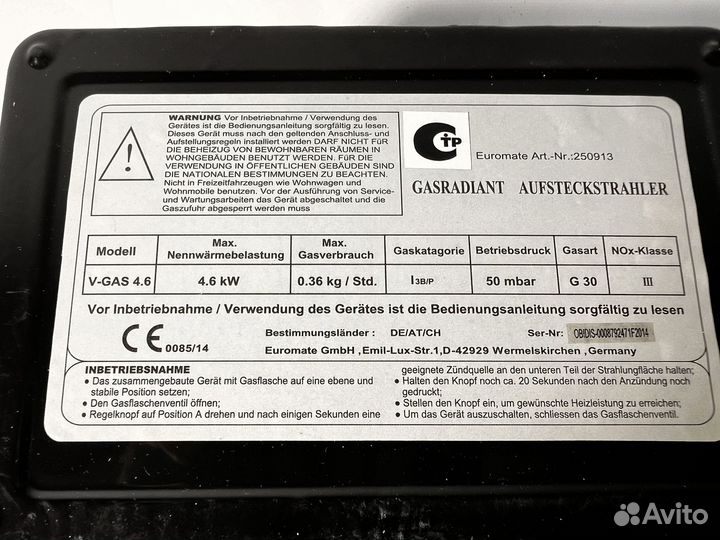 WARNUNG Vor Inbetriebnahme / Verwendung des
Gerätes ist die Bedienungsanleitung sorgfältig zu lesen.
Dieses Gerät muss nach den geltenden Anschluss- und
Aufstellungsregeln installiert werden DARF NICHT FüR
DIE BEHEIZUG VON BEWOHNBAREN RÄUMEN IN
WOHNGEBÄUDEN BENUTZT WERDEN. FüR DIE
VERWENDUNG IN ÖFFENTLICHEN GEBÄUDEN SIND
DIE NATIONALEN BESTIMMUNGEN ZU BEACHTEN.
Nicht in Freizeitfahrzeugen wie Wohnwagen und
Wohnmobile benutzen. Vor der Ausführung von Service-
und Wartungsarbeiten das Gerät abgeschaltet und die
Gaszufuhr abgesperrt werden muss
CTP
Euromate Art.-Nr.:250913
GASRADIANT AUFSTECKSTRAHLER
Modell Max. Nennwärmebelastung Max. Gasverbrauch Gaskatagorie Betriebsdruck Gasart NOx-Klasse
V-GAS 4.6 4.6 kW 0.36 kg / Std. I3B/P 50 mbar G 30 III
Vor Inbetriebnahme / Verwendung des Gerätes ist die Bedienungsanleitung sorgfältig zu lesen
CE 0085/14
Bestimmungsländer : DE/AT/CH Ser-Nr: OBIDIS-0008792471F2014
Euromate GmbH ,Emil-Lux-Str.1,D-42929 Wermelskirchen ,Germany
INBETRIEBSNAHME
• Das zusammengebaute Gerät mit Gasflasche auf eine ebene und
stabile Position setzen;
• Den Gasflaschenventil öffnen;
• Regelknopf auf Position A drehen und nach einigen Sekunden eine
geeignete Zündquelle an den unteren Teil der Strahlungfläche halten;
• Halten den Knopf noch ca. 20 Sekunden nach den Anzündung noch
gedruckt;
• Stellen den Knopf ein, um gewünschte Heizleistung zu erreichen;
• Um das Gerät auszuschalten, schliessen das Gasflaschenventil.
Avito